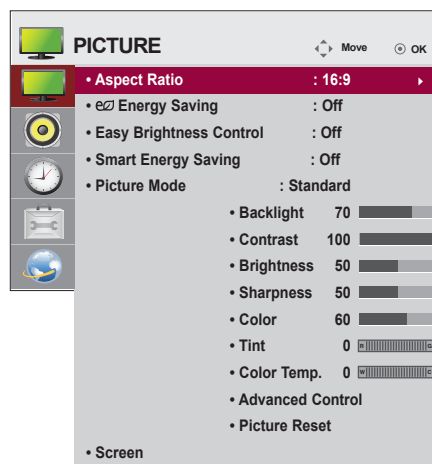 PICTURE
Move
OK
• Aspect Ratio : 16:9
• Energy Saving : Off
• Easy Brightness Control : Off
• Smart Energy Saving : Off
• Picture Mode : Standard
• Backlight 70
• Contrast 100
• Brightness 50
• Sharpness 50
• Color 60
• Tint 0 R G
• Color Temp. 0 W C
• Advanced Control
• Picture Reset
• Screen